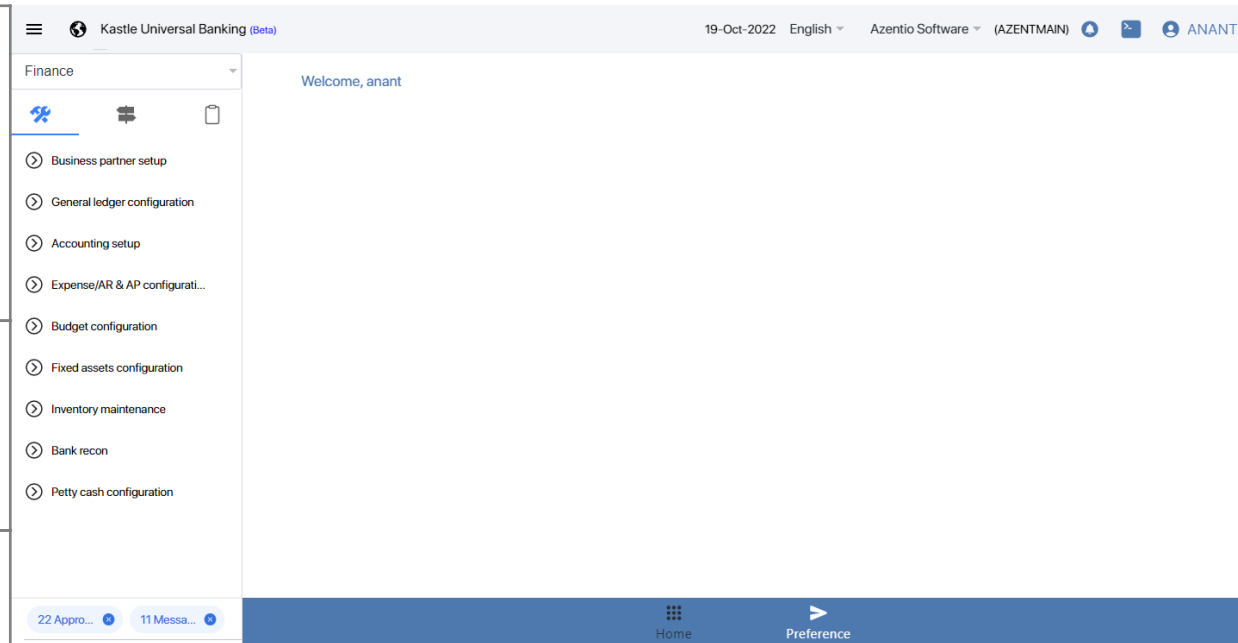 Kastle Universal Banking (Beta) 19-Oct-2022 English Azentio Software (AZENTMAIN) ANANT
Finance
Welcome, anant
Business partner setup
General ledger configuration
Accounting setup
Expense/AR & AP configurati...
Budget configuration
Fixed assets configuration
Inventory maintenance
Bank recon
Petty cash configuration
22 Appro... 11 Messa...
Home Preference